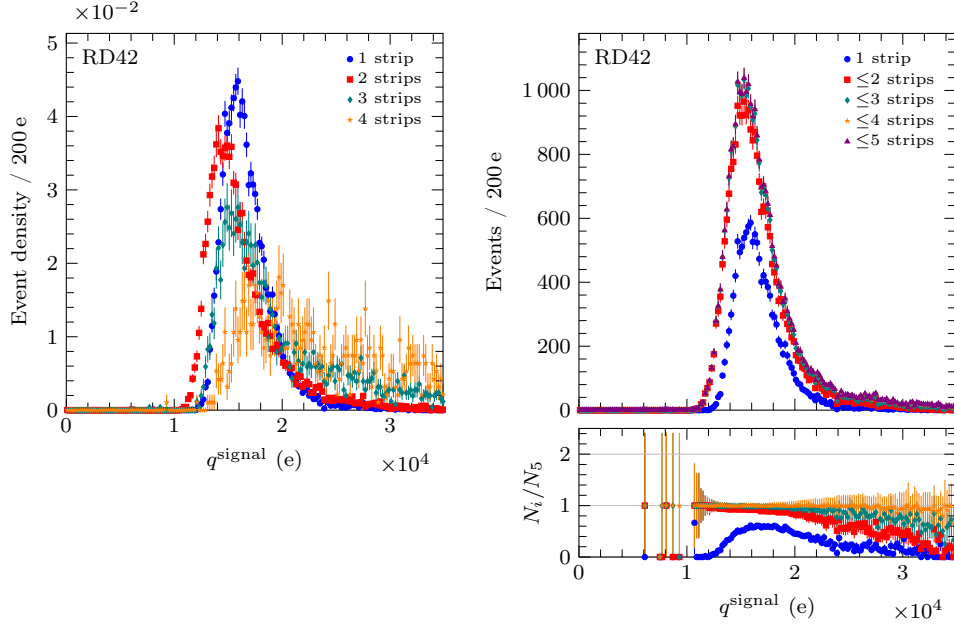 ×10⁻²
RD42
1 strip
2 strips
3 strips
4 strips
Event density / 200 e
5
4
3
2
1
0
0 1 2 3
q^signal (e)
×10⁴
RD42
1 strip
≤2 strips
≤3 strips
≤4 strips
≤5 strips
Events / 200 e
1 000
800
600
400
200
0
N_i/N_5
2
1
0
0 1 2 3
q^signal (e)
×10⁴